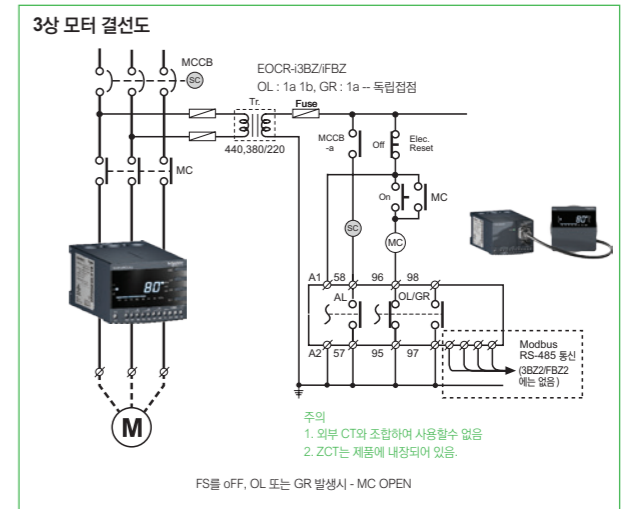 3상 모터 결선도
MCCB
SC
EOCR-i3BZ/iFBZ
OL : 1a 1b, GR : 1a -- 독립접점
Tr.
Fuse
440,380/220
MCCB
-a
Off
Elec.
Reset
MC
On
MC
SC
MC
80
80
A1
58
96
98
AL
OL/GR
A2
57
95
97
Modbus
RS-485 통신
(3BZ2/FBZ2
에는 없음)
M
주의
1. 외부 CT와 조합하여 사용할수 없음
2. ZCT는 제품에 내장되어 있음.
FS를 oFF, OL 또는 GR 발생시 - MC OPEN